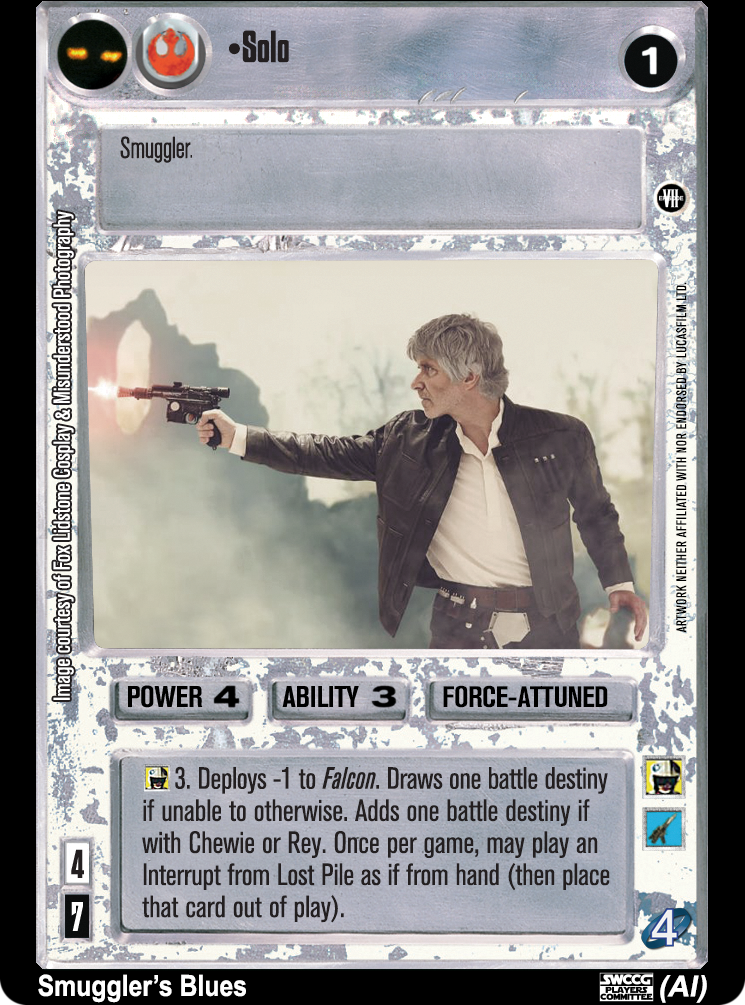 •Solo
1
Smuggler.
EPISODE VII
Image courtesy of Fox Lidstone Cosplay & Misunderstood Photography
ARTWORK NEITHER AFFILIATED WITH NOR ENDORSED BY LUCASFILM LTD.
POWER 4 ABILITY 3 FORCE-ATTUNED
3. Deploys -1 to Falcon. Draws one battle destiny
if unable to otherwise. Adds one battle destiny if
with Chewie or Rey. Once per game, may play an
Interrupt from Lost Pile as if from hand (then place
that card out of play).
4
7
4
Smuggler's Blues
SWCCG
PLAYERS
COMMITTEE
(AI)